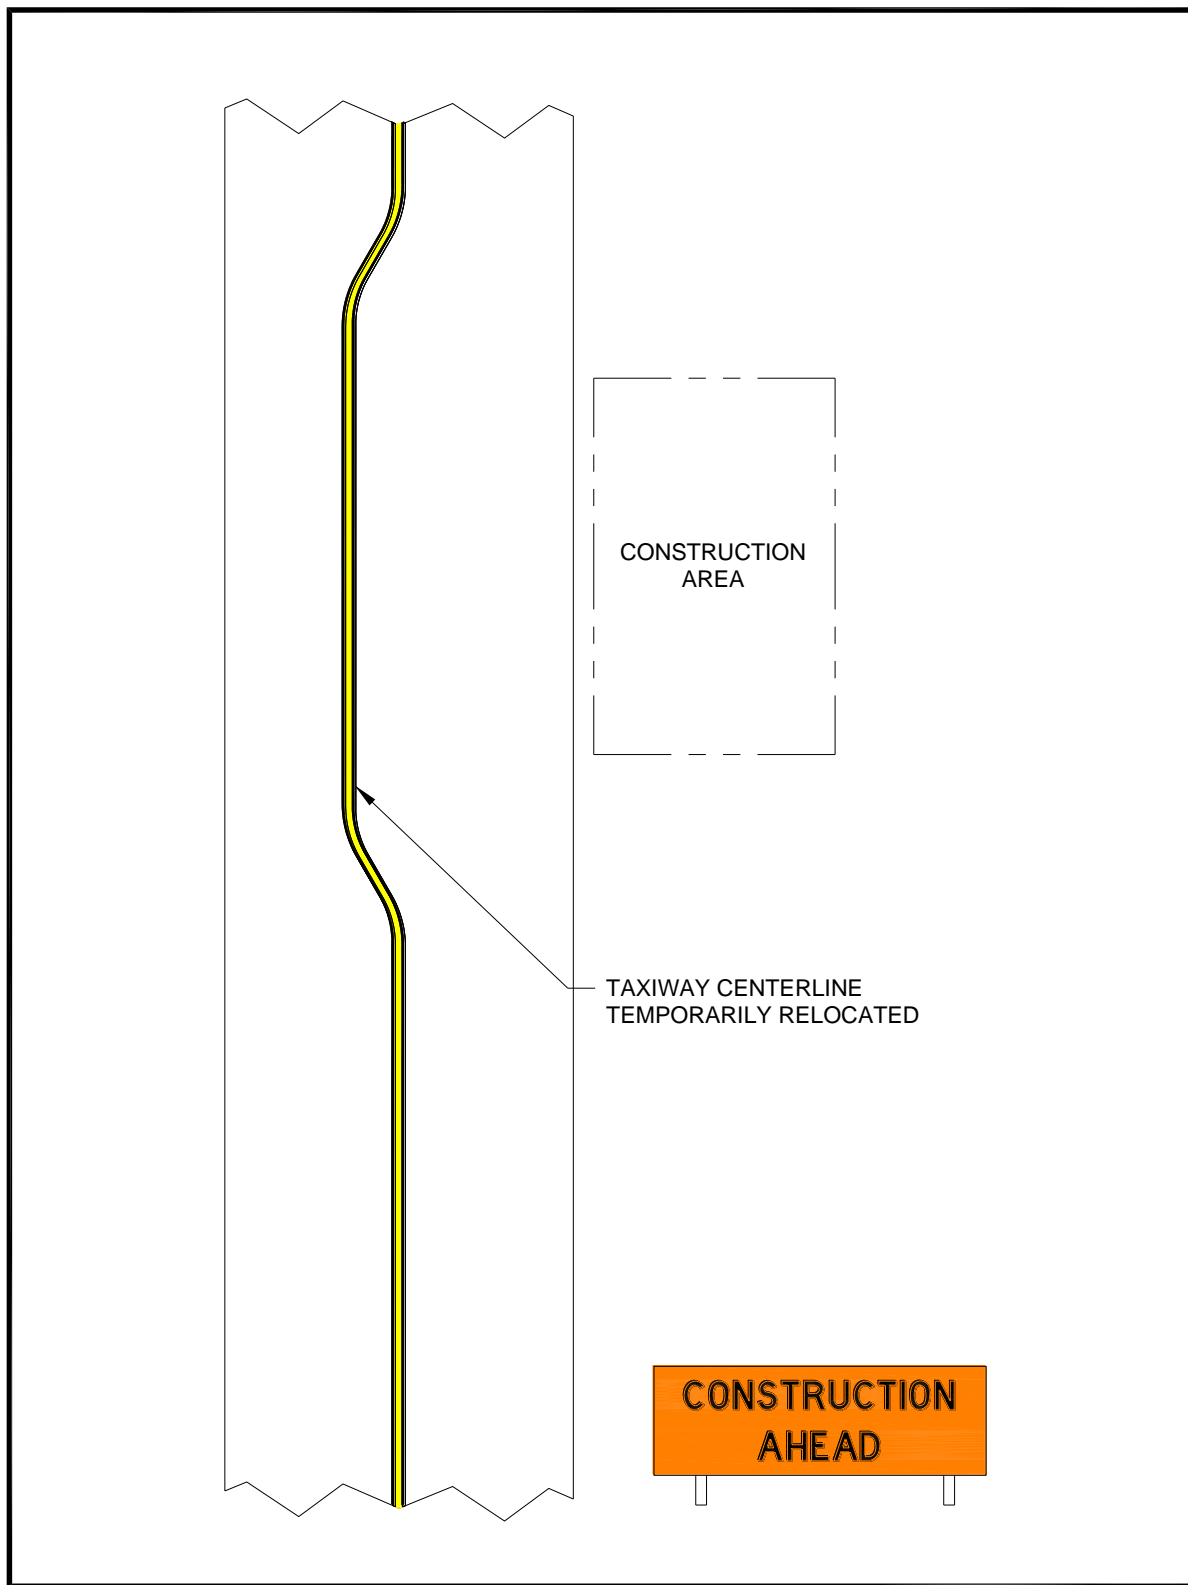 CONSTRUCTION
AREA
TAXIWAY CENTERLINE
TEMPORARILY RELOCATED
CONSTRUCTION
AHEAD